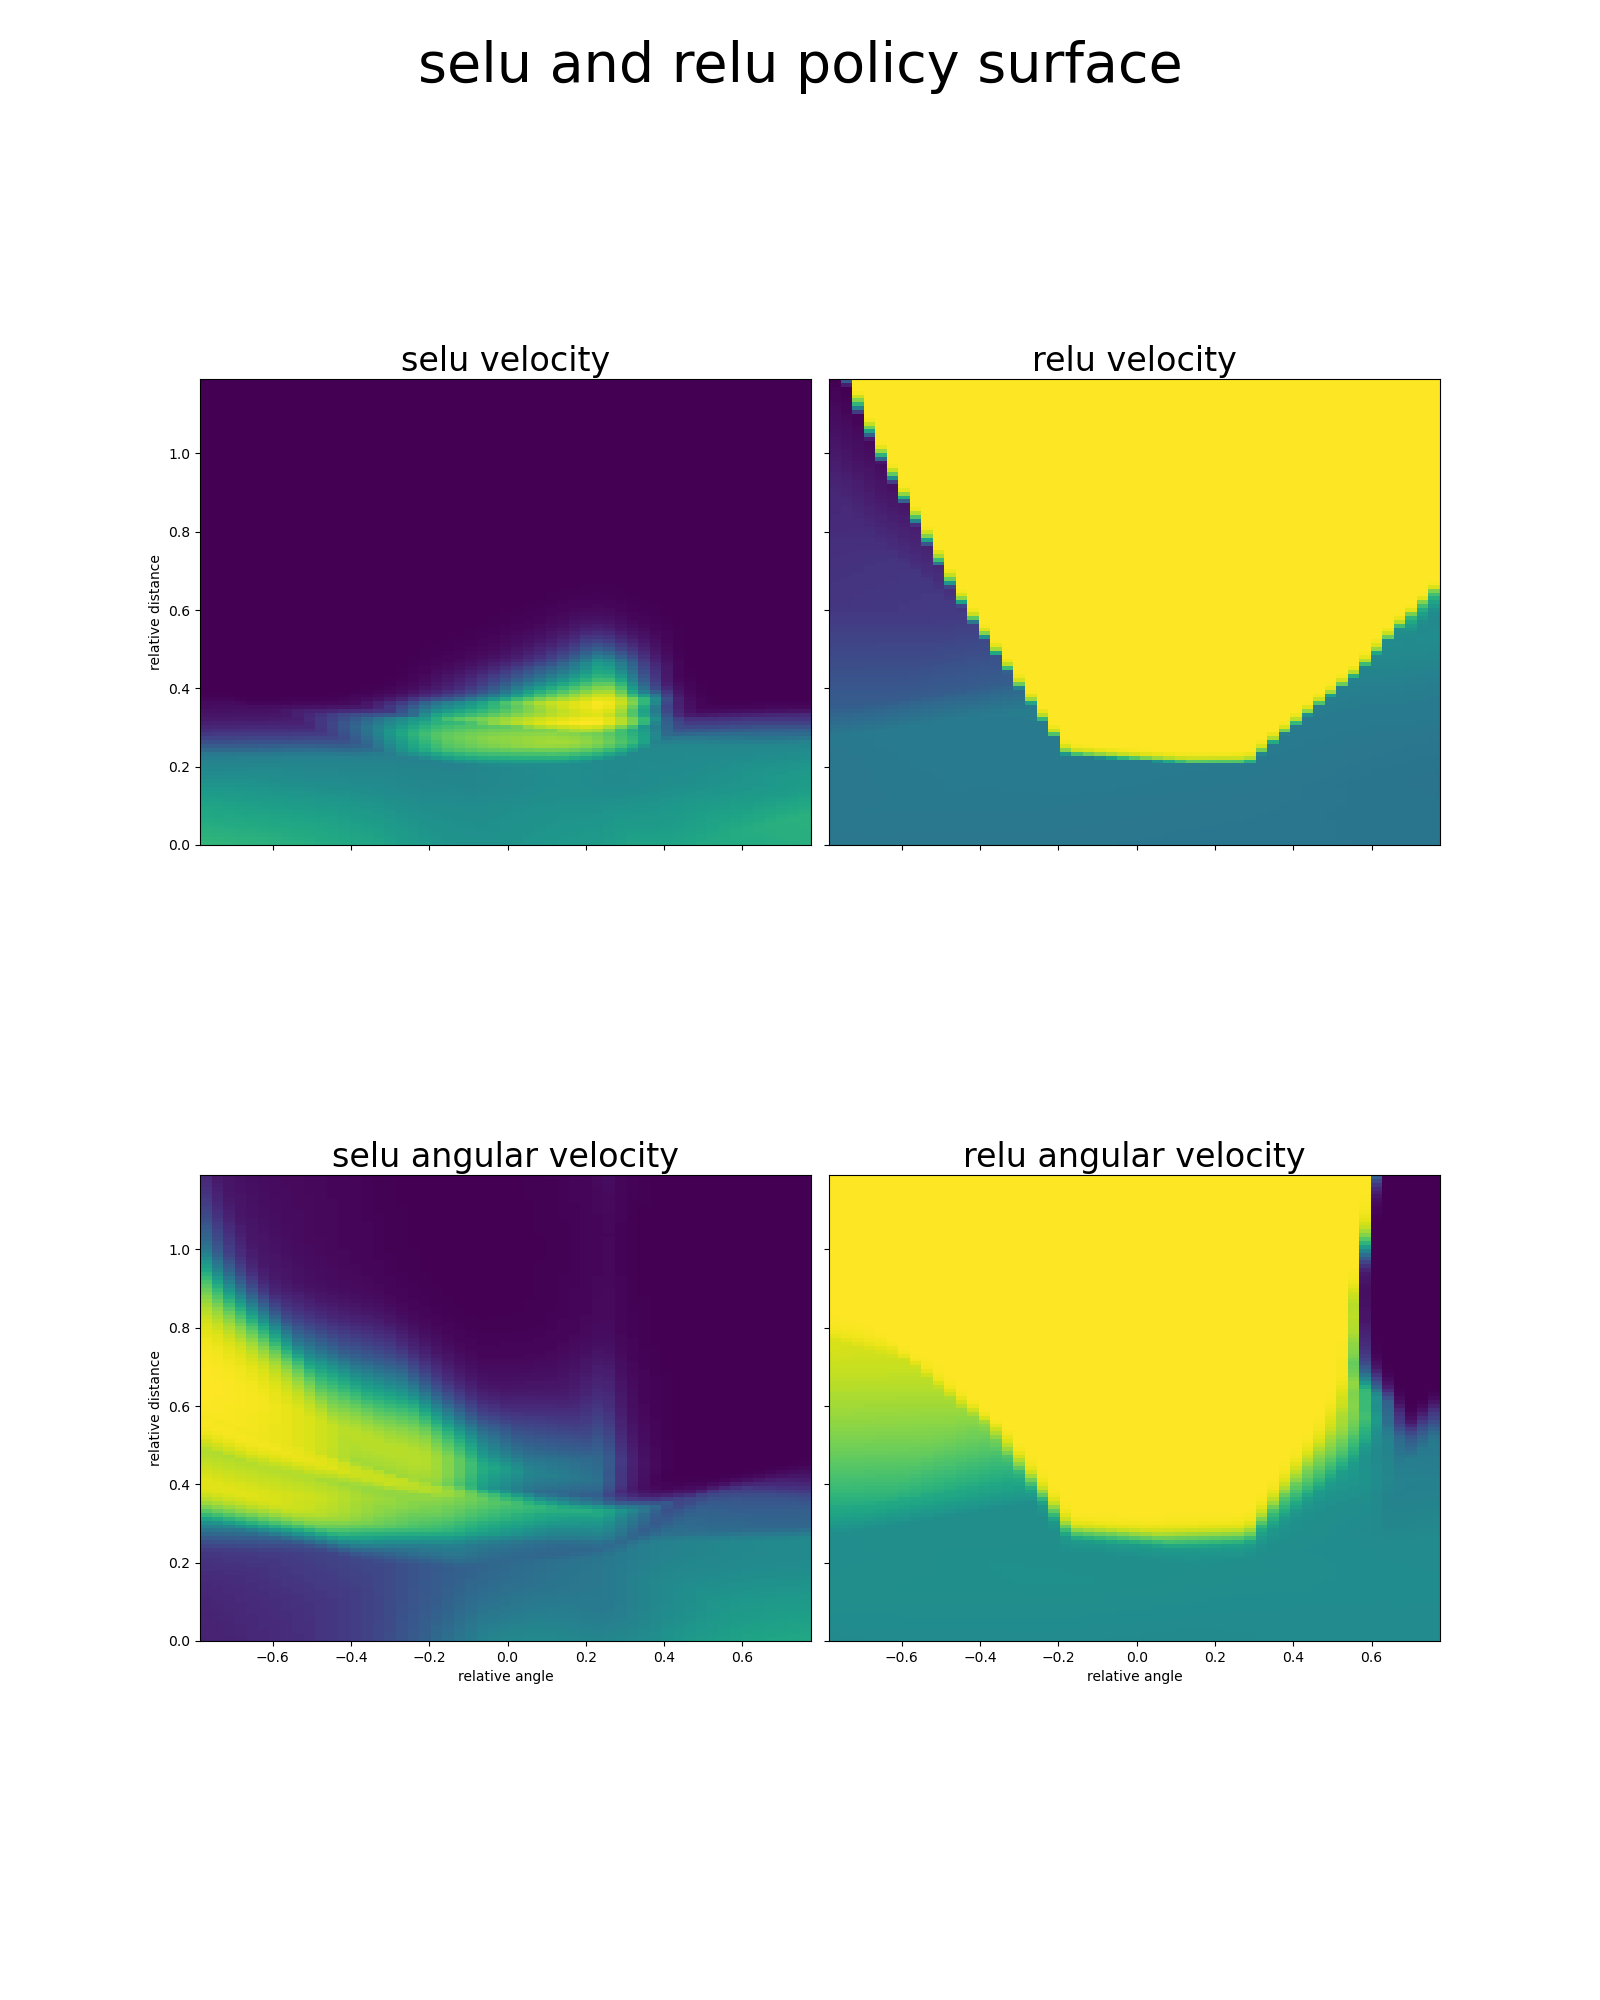 selu and relu policy surface
selu velocity
relu velocity
relative distance
1.0
0.8
0.6
0.4
0.2
0.0
selu angular velocity
relu angular velocity
relative distance
1.0
0.8
0.6
0.4
0.2
0.0
−0.6 −0.4 −0.2 0.0 0.2 0.4 0.6
−0.6 −0.4 −0.2 0.0 0.2 0.4 0.6
relative angle
relative angle